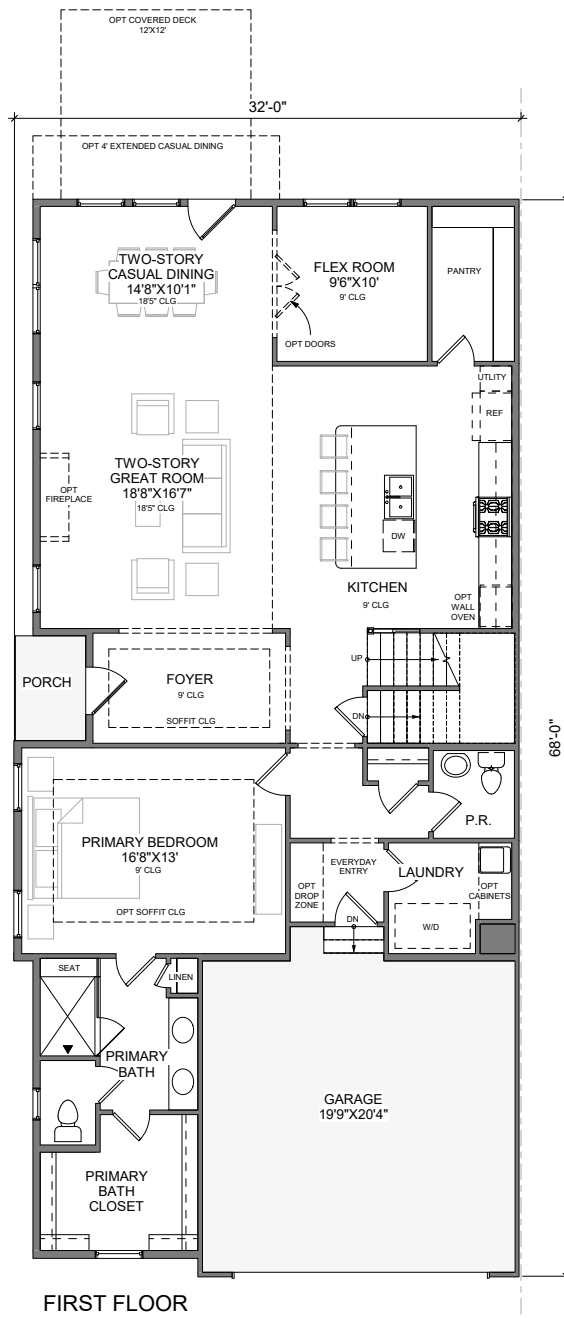 OPT COVERED DECK
12'X12'
32'-0"
OPT 4' EXTENDED CASUAL DINING
TWO-STORY
CASUAL DINING
14'8"X10'1"
18'5" CLG
FLEX ROOM
9'6"X10'
9' CLG
OPT DOORS
PANTRY
UTLITY
REF
TWO-STORY
GREAT ROOM
18'8"X16'7"
18'5" CLG
OPT
FIREPLACE
DW
KITCHEN
9' CLG
OPT
WALL
OVEN
PORCH
FOYER
9' CLG
SOFFIT CLG
UP
DN
68'-0"
PRIMARY BEDROOM
16'8"X13'
9' CLG
OPT SOFFIT CLG
P.R.
EVERYDAY
ENTRY
OPT
DROP
ZONE
DN
LAUNDRY
OPT
CABINETS
W/D
SEAT
LINEN
PRIMARY
BATH
GARAGE
19'9"X20'4"
PRIMARY
BATH
CLOSET
FIRST FLOOR